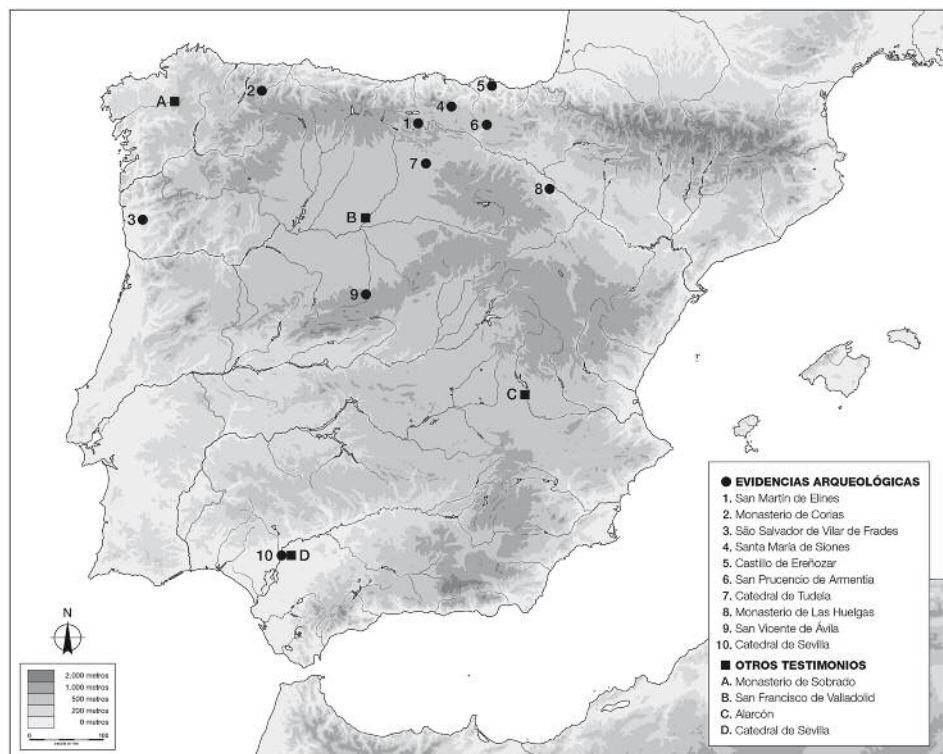 A
2
5
4
1
6
7
8
3
B
9
C
10
D
N
2,000 metros
1,000 metros
500 metros
200 metros
0 metros
0
EVIDENCIAS ARQUEOLÓGICAS
1. San Martín de Elines
2. Monasterio de Corias
3. São Salvador de Vilar de Frades
4. Santa María de Siones
5. Castillo de Ereñozar
6. San Prucencio de Armentia
7. Catedral de Tudela
8. Monasterio de Las Huelgas
9. San Vicente de Ávila
10. Catedral de Sevilla
OTROS TESTIMONIOS
A. Monasterio de Sobrado
B. San Francisco de Valladolid
C. Alarcón
D. Catedral de Sevilla